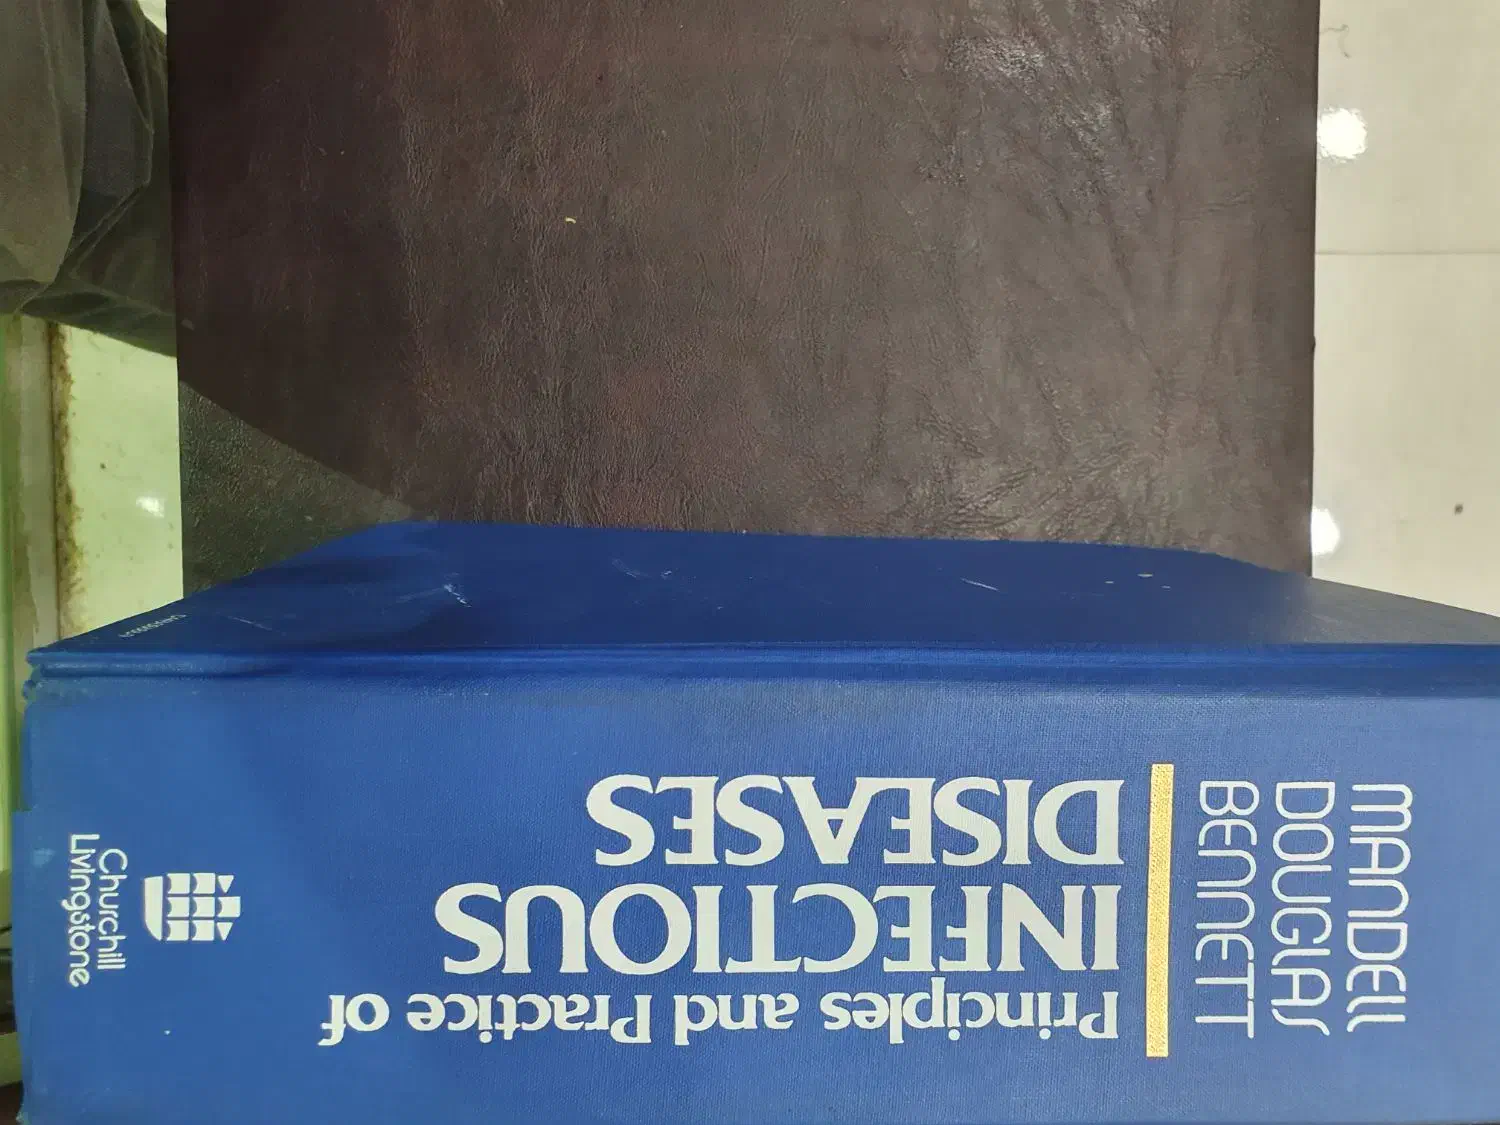 MANDELL
DOUGLAS
BENNETT
Principles and Practice of
INFECTIOUS
DISEASES
Churchill
Livingstone